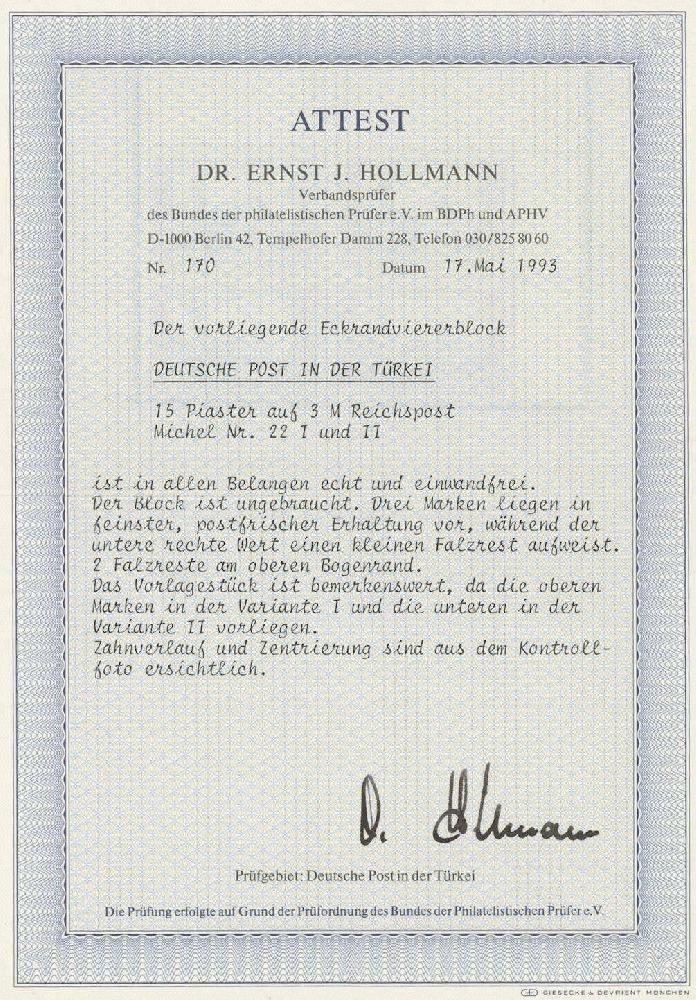 ATTEST
DR. ERNST J. HOLLMANN
Verbandsprüfer
des Bundes der philatelistischen Prüfer e.V. im BDPh und APHV
D-1000 Berlin 42, Tempelhofer Damm 228, Telefon 030/825 80 60
Nr. 170 Datum 17. Mai 1993
Der vorliegende Eckrandviererblock
DEUTSCHE POST IN DER TÜRKEI
15 Piaster auf 3 M Reichspost
Michel Nr. 22 I und II
ist in allen Belangen echt und einwandfrei.
Der Block ist ungebraucht. Drei Marken liegen in
feinster, postfrischer Erhaltung vor, während der
untere rechte Wert einen kleinen Falzrest aufweist.
2 Falzreste am oberen Bogenrand.
Das Vorlagestück ist bemerkenswert, da die oberen
Marken in der Variante I und die unteren in der
Variante II vorliegen.
Zahnverlauf und Zentrierung sind aus dem Kontroll-
foto ersichtlich.
D. Hollmann
Prüfgebiet: Deutsche Post in der Türkei
Die Prüfung erfolgte auf Grund der Prüfordnung des Bundes der Philatelistischen Prüfer e.V.
GIESECKE & DEVRIENT MÜNCHEN